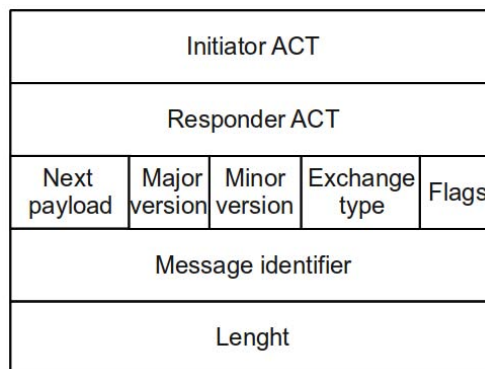 Initiator ACT
Responder ACT
Next payload Major version Minor version Exchange type Flags
Message identifier
Lenght